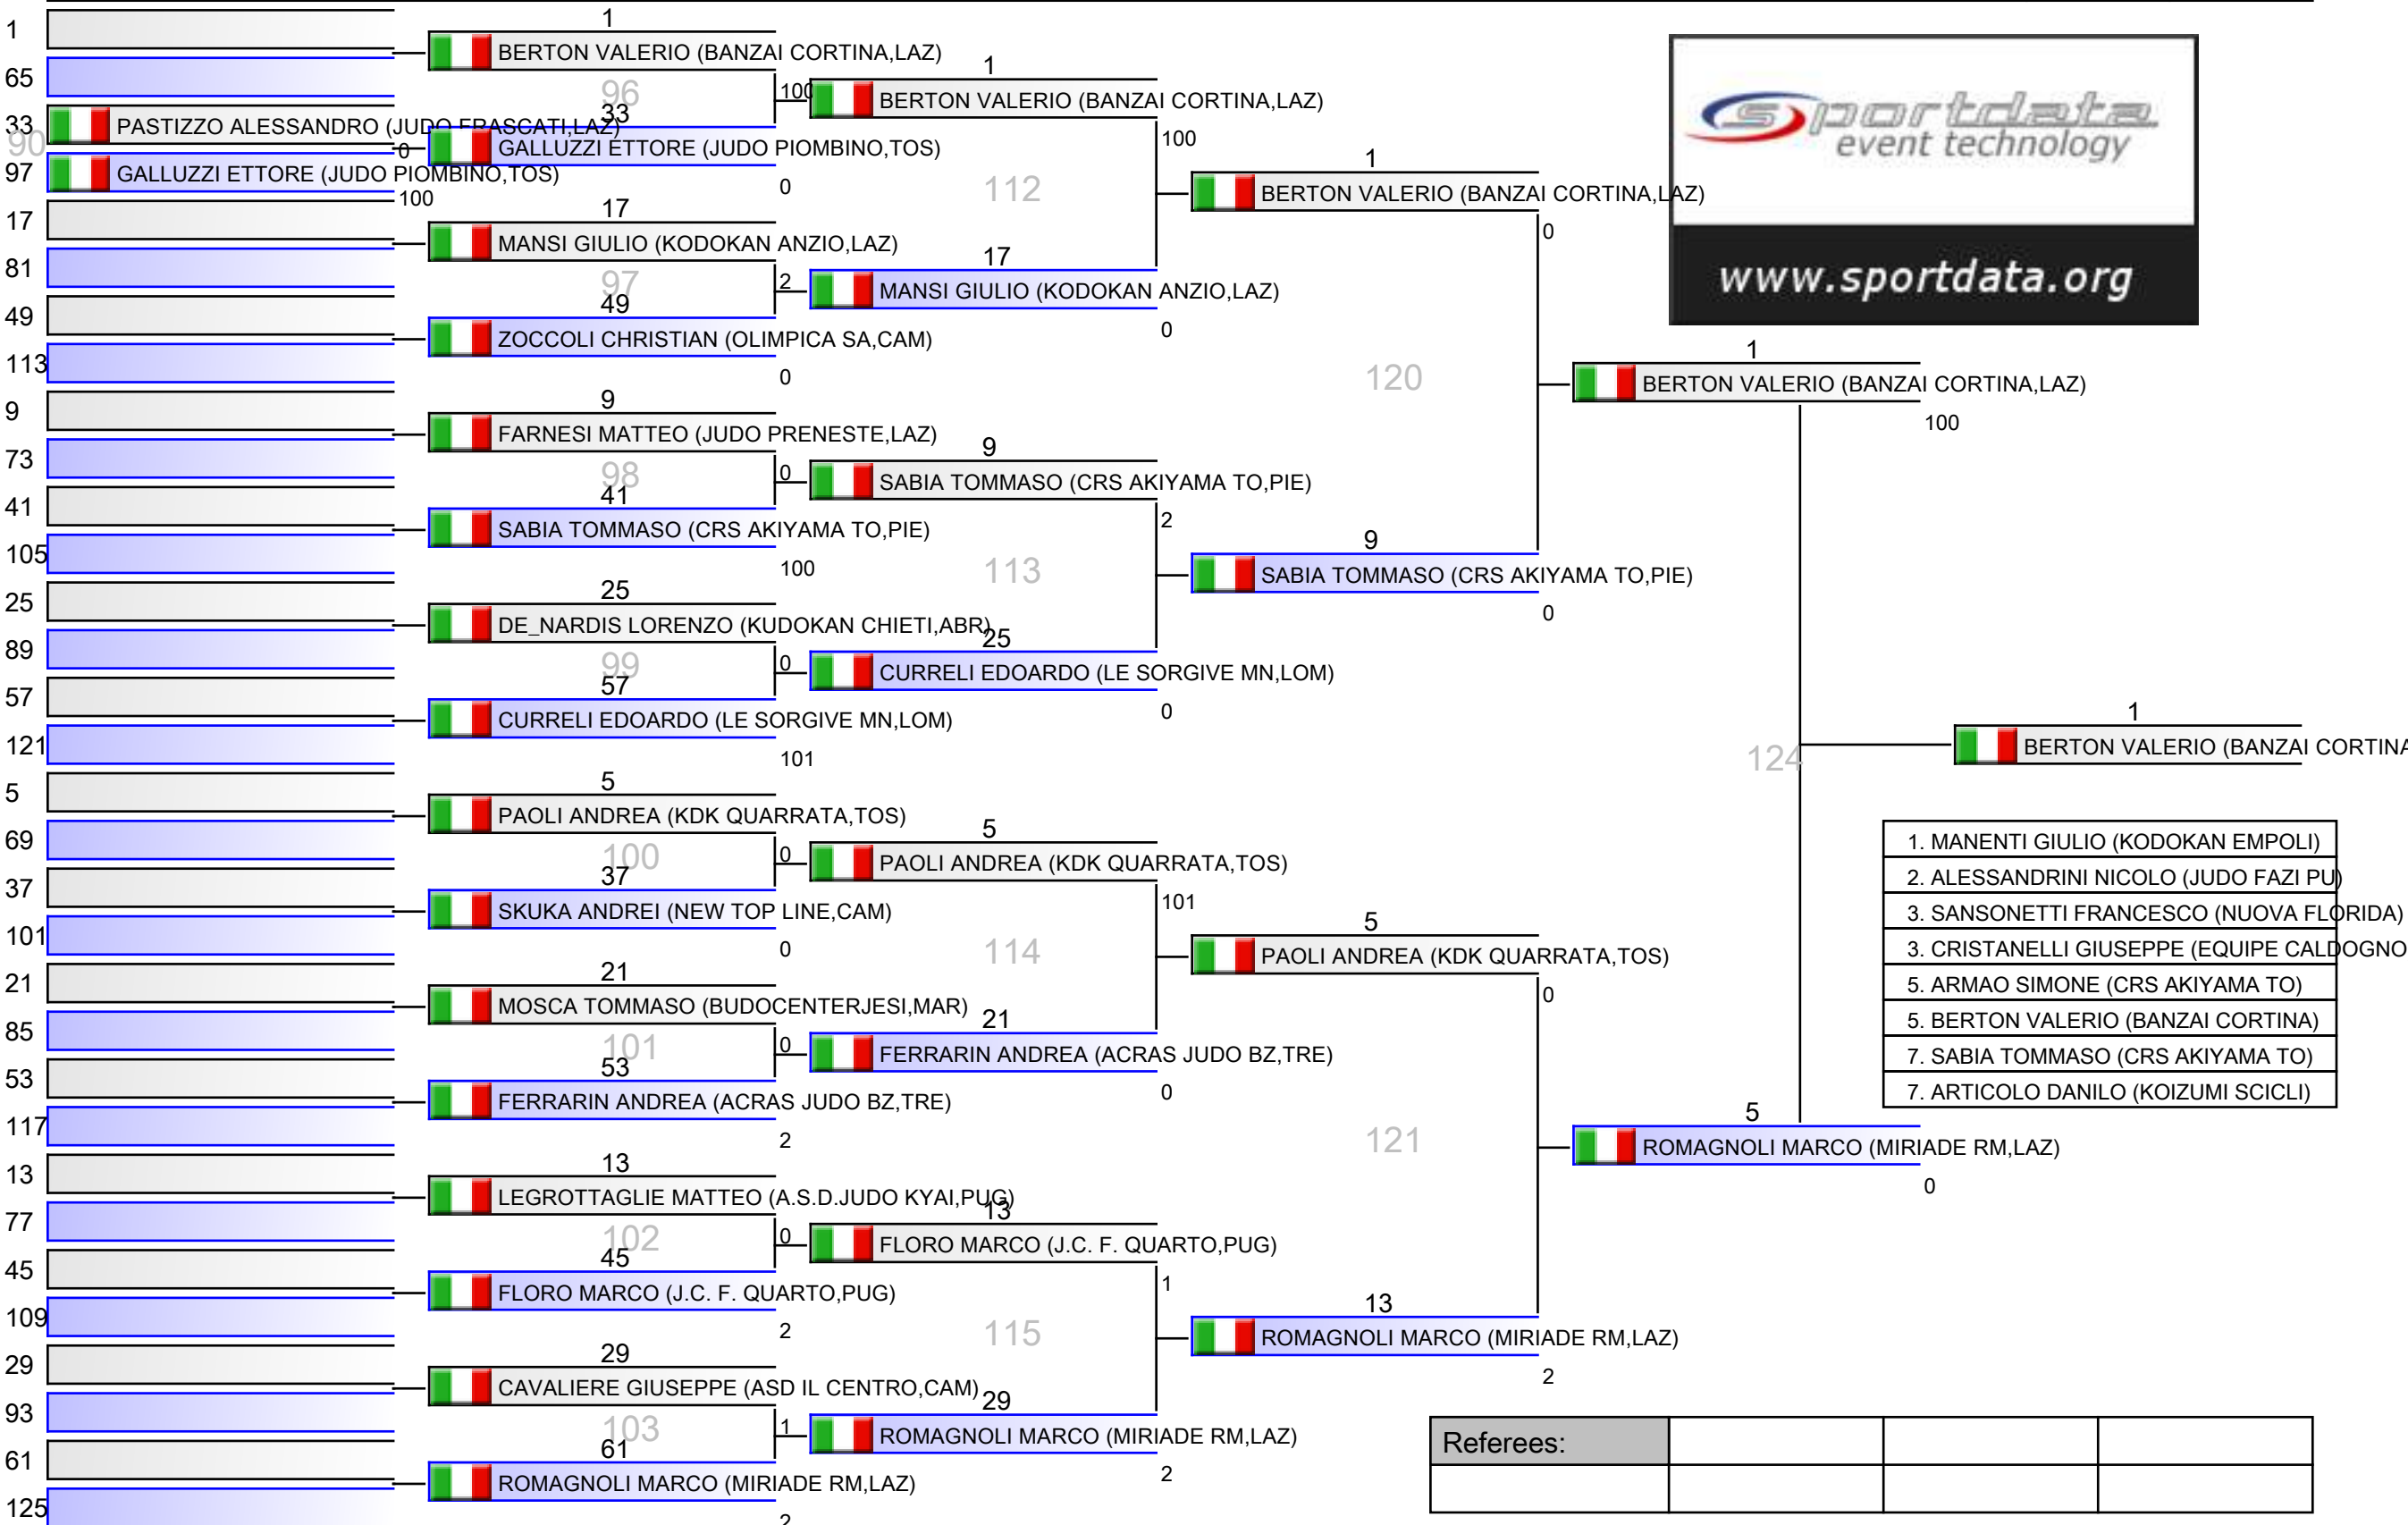 1
65
33
90
97
17
81
49
113
9
73
41
105
25
89
57
121
5
69
37
101
21
85
53
117
13
77
45
109
29
93
61
125
PASTIZZO ALESSANDRO (JUDO FRASCATI,LAZ)
0
GALLUZZI ETTORE (JUDO PIOMBINO,TOS)
100
1
BERTON VALERIO (BANZAI CORTINA,LAZ)
96
100
33
GALLUZZI ETTORE (JUDO PIOMBINO,TOS)
0
17
MANSI GIULIO (KODOKAN ANZIO,LAZ)
97
2
49
ZOCCOLI CHRISTIAN (OLIMPICA SA,CAM)
0
9
FARNESI MATTEO (JUDO PRENESTE,LAZ)
98
0
41
SABIA TOMMASO (CRS AKIYAMA TO,PIE)
100
25
DE_NARDIS LORENZO (KUDOKAN CHIETI,ABR)
99
0
57
CURRELI EDOARDO (LE SORGIVE MN,LOM)
101
5
PAOLI ANDREA (KDK QUARRATA,TOS)
100
0
37
SKUKA ANDREI (NEW TOP LINE,CAM)
0
21
MOSCA TOMMASO (BUDOCENTERJESI,MAR)
101
0
53
FERRARIN ANDREA (ACRAS JUDO BZ,TRE)
2
13
LEGROTTAGLIE MATTEO (A.S.D.JUDO KYAI,PUG)
102
0
45
FLORO MARCO (J.C. F. QUARTO,PUG)
2
29
CAVALIERE GIUSEPPE (ASD IL CENTRO,CAM)
103
1
61
ROMAGNOLI MARCO (MIRIADE RM,LAZ)
2
1
BERTON VALERIO (BANZAI CORTINA,LAZ)
100
112
17
MANSI GIULIO (KODOKAN ANZIO,LAZ)
0
9
SABIA TOMMASO (CRS AKIYAMA TO,PIE)
2
113
25
CURRELI EDOARDO (LE SORGIVE MN,LOM)
0
5
PAOLI ANDREA (KDK QUARRATA,TOS)
101
114
21
FERRARIN ANDREA (ACRAS JUDO BZ,TRE)
0
13
FLORO MARCO (J.C. F. QUARTO,PUG)
1
115
29
ROMAGNOLI MARCO (MIRIADE RM,LAZ)
2
1
BERTON VALERIO (BANZAI CORTINA,LAZ)
0
120
9
SABIA TOMMASO (CRS AKIYAMA TO,PIE)
0
5
PAOLI ANDREA (KDK QUARRATA,TOS)
0
121
13
ROMAGNOLI MARCO (MIRIADE RM,LAZ)
2
sportdata
event technology
www.sportdata.org
1
BERTON VALERIO (BANZAI CORTINA,LAZ)
100
124
5
ROMAGNOLI MARCO (MIRIADE RM,LAZ)
0
1
BERTON VALERIO (BANZAI CORTINA
1. MANENTI GIULIO (KODOKAN EMPOLI)
2. ALESSANDRINI NICOLO (JUDO FAZI PU)
3. SANSONETTI FRANCESCO (NUOVA FLORIDA)
3. CRISTANELLI GIUSEPPE (EQUIPE CALDOGNO
5. ARMAO SIMONE (CRS AKIYAMA TO)
5. BERTON VALERIO (BANZAI CORTINA)
7. SABIA TOMMASO (CRS AKIYAMA TO)
7. ARTICOLO DANILO (KOIZUMI SCICLI)
Referees: